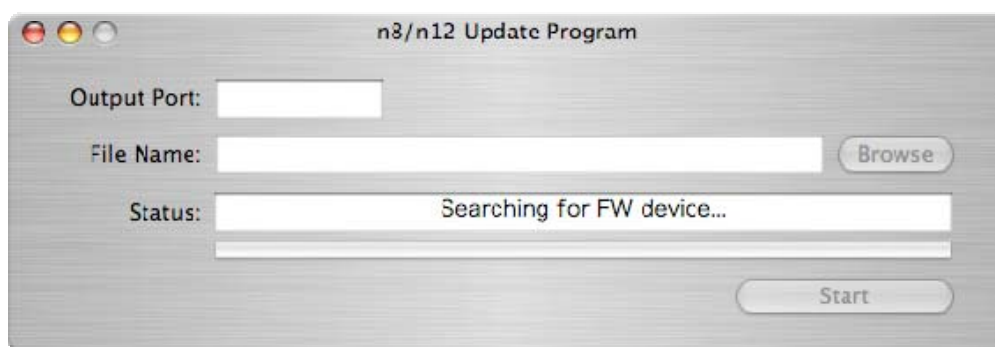 n8/n12 Update Program
Output Port:
File Name:
Browse
Status:
Searching for FW device...
Start